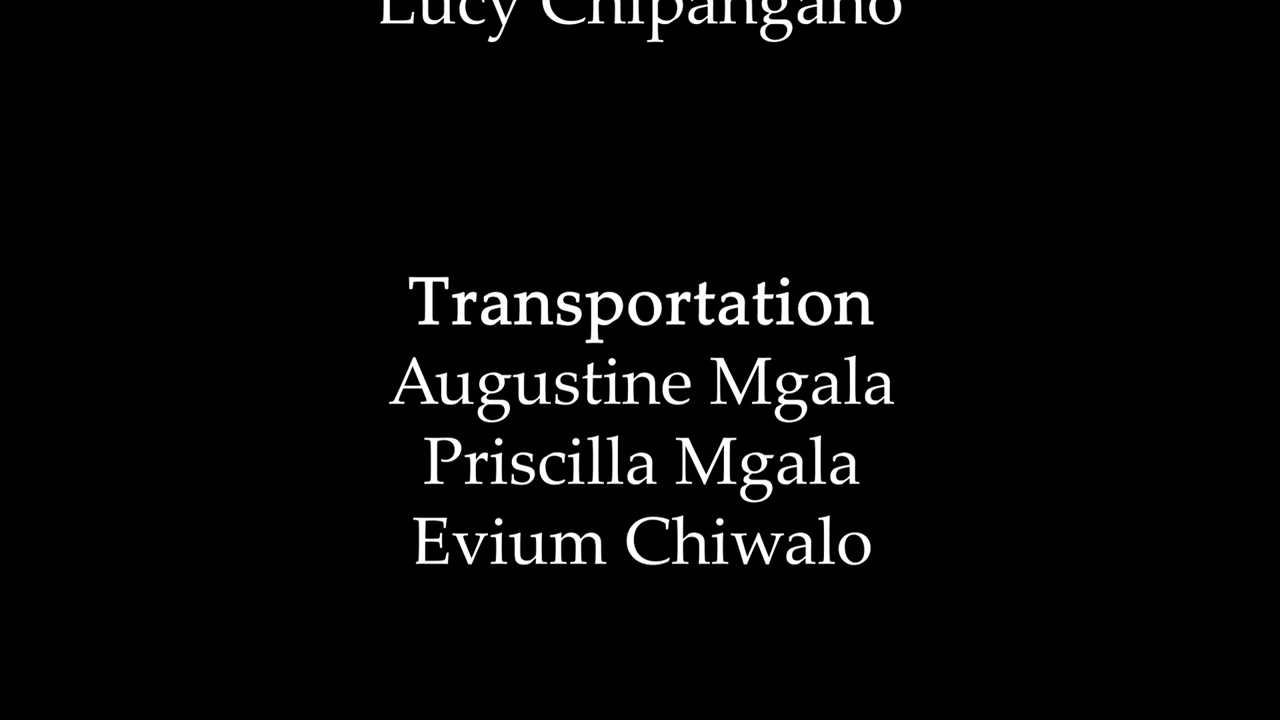 Lucy Chipangano
Transportation
Augustine Mgala
Priscilla Mgala
Evium Chiwalo